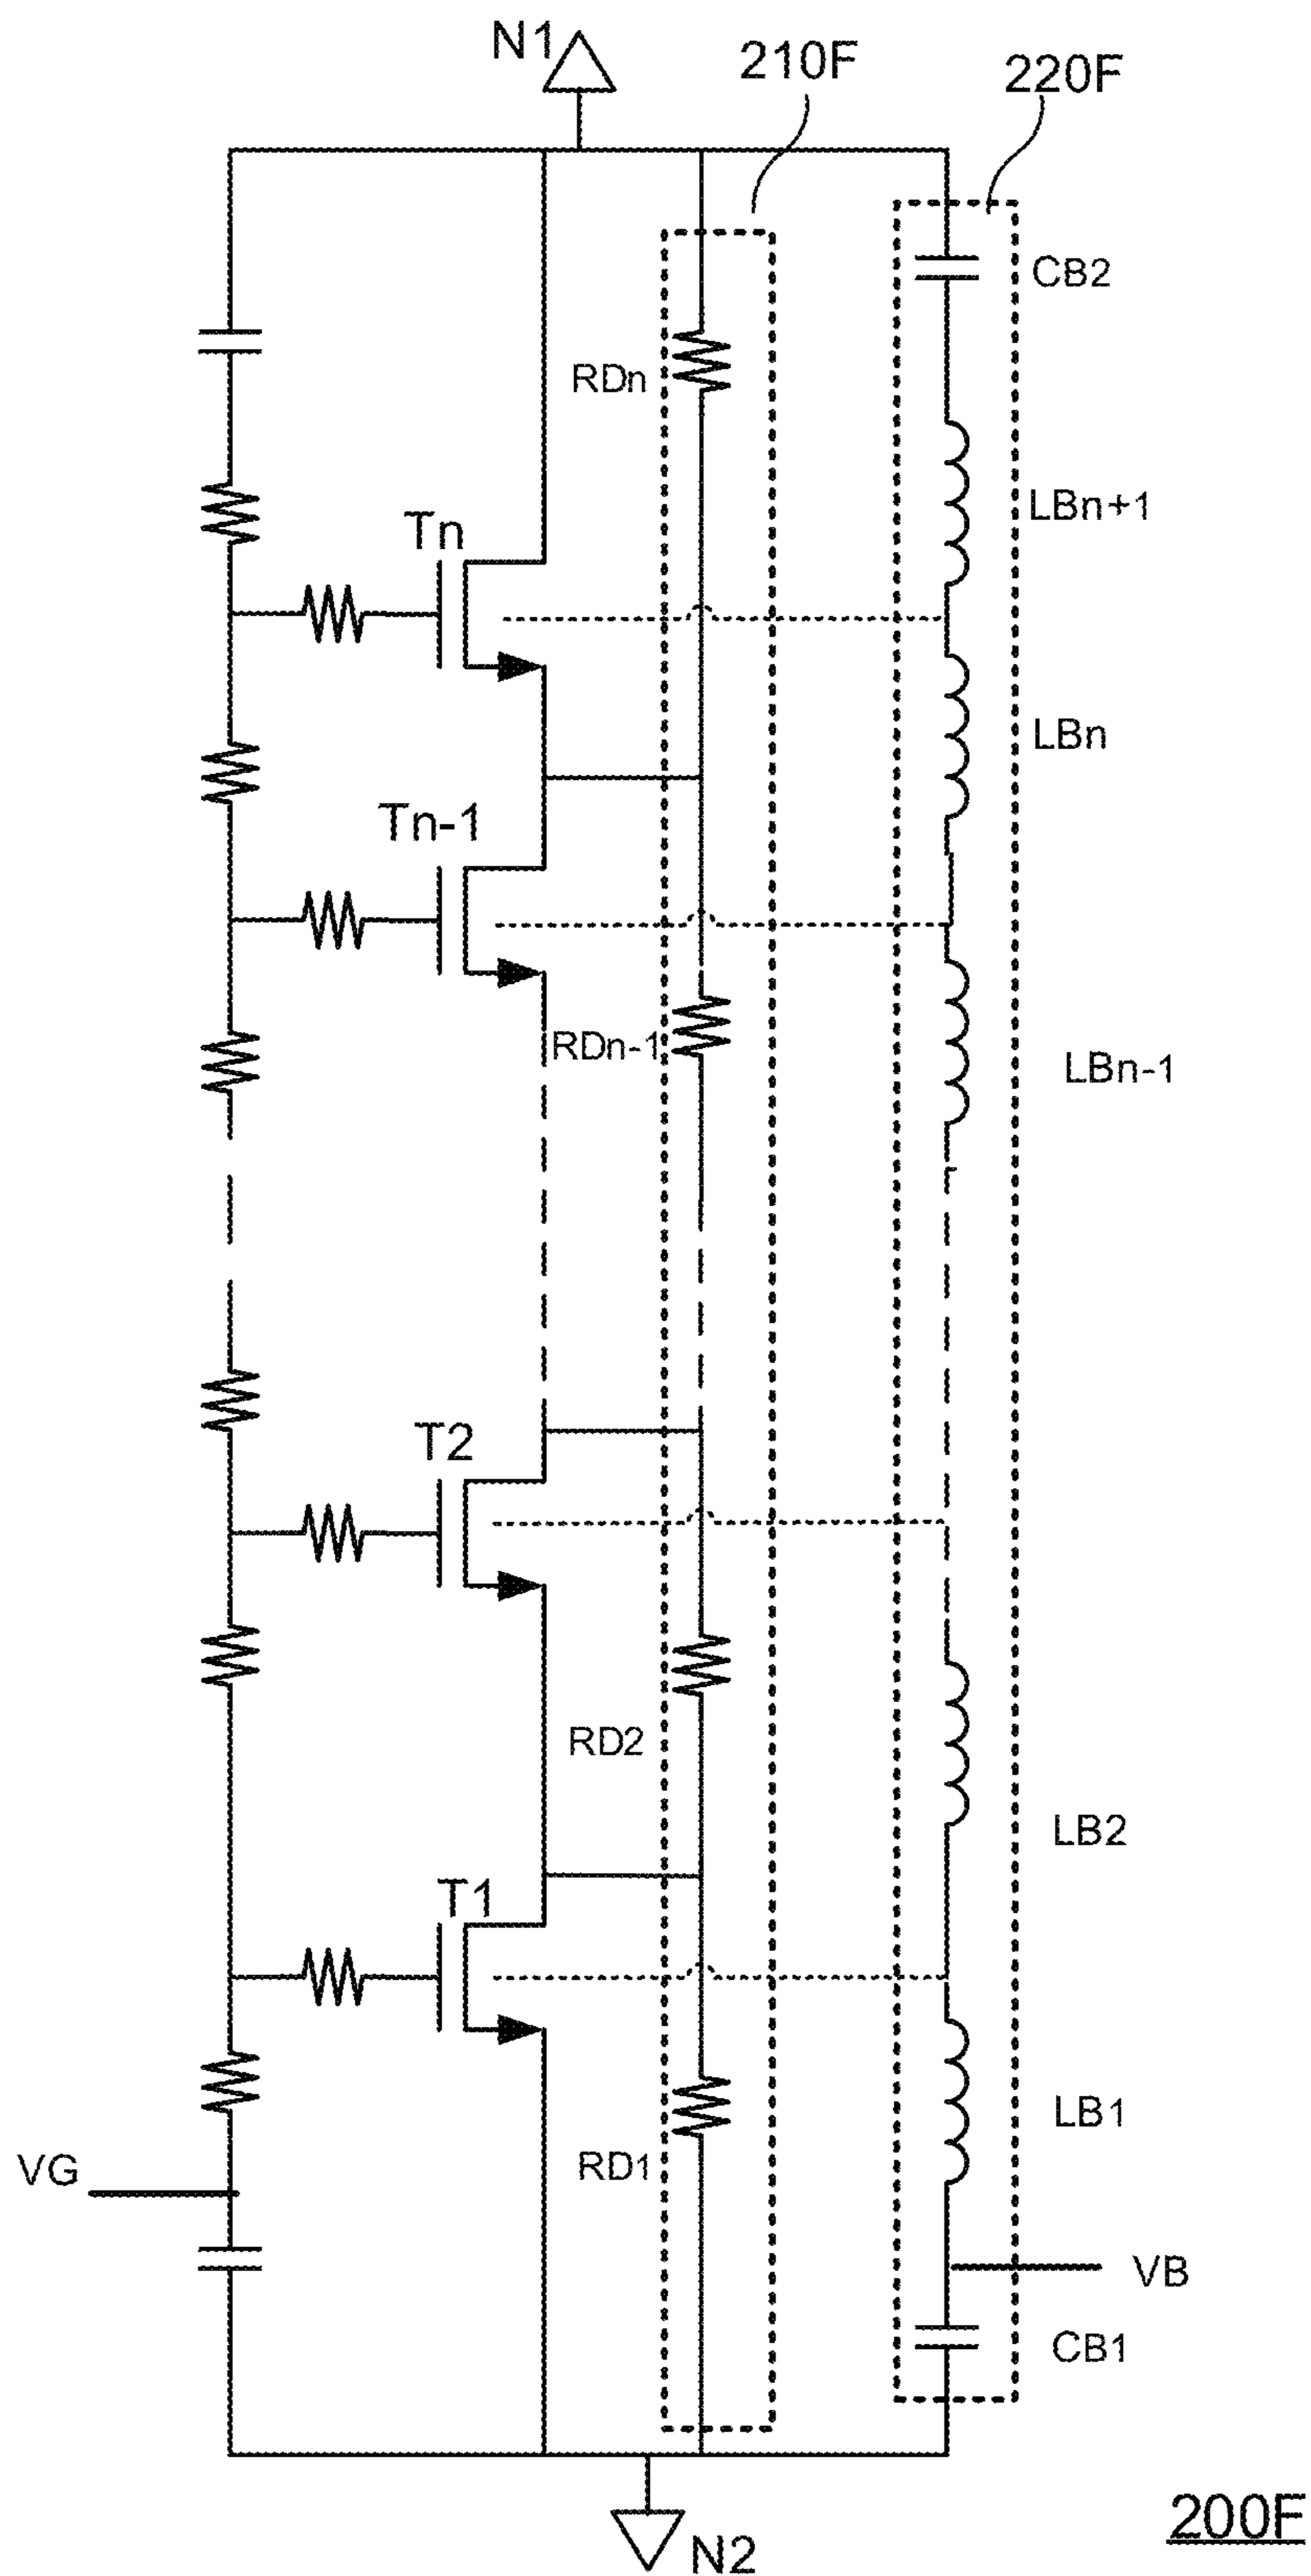 N1
210F
220F
CB2
RDn
LBn+1
Tn
LBn
Tn-1
RDn-1
LBn-1
T2
RD2
LB2
T1
LB1
RD1
VG
VB
CB1
200F
N2